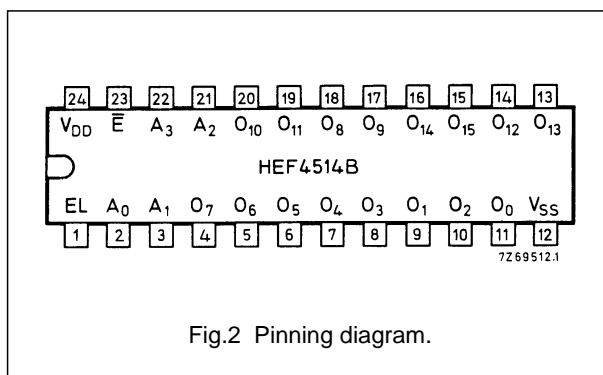 24 23 22 21 20 19 18 17 16 15 14 13
VDD E̅ A3 A2 O10 O11 O8 O9 O14 O15 O12 O13
HEF4514B
EL A0 A1 O7 O6 O5 O4 O3 O1 O2 O0 VSS
1 2 3 4 5 6 7 8 9 10 11 12
7Z69512.1
Fig.2 Pinning diagram.